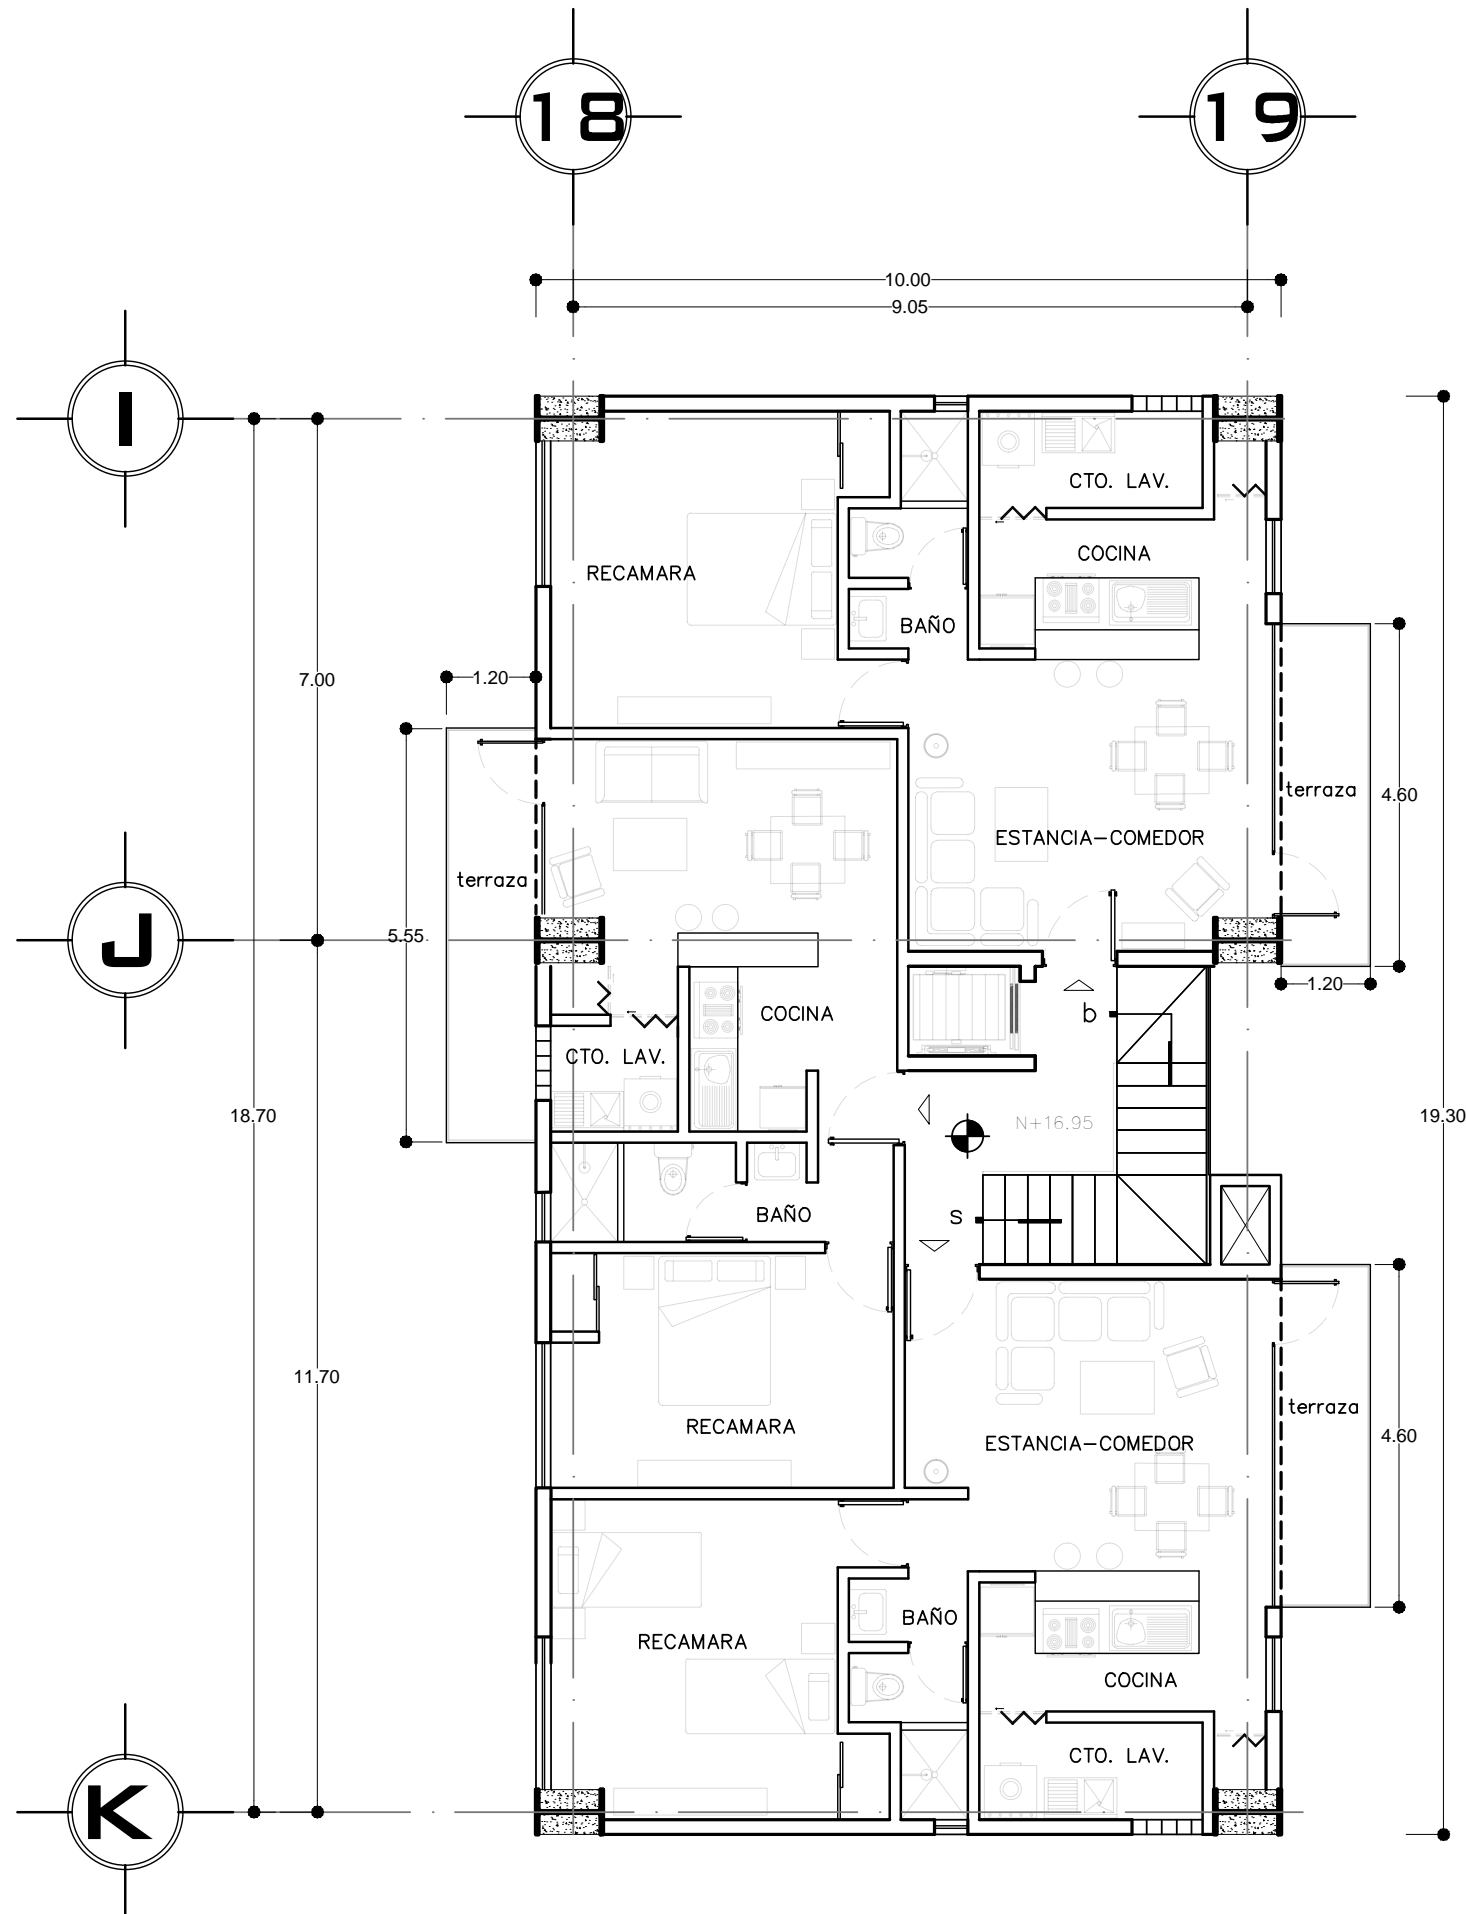 18
19
10.00
9.05
I
CTO. LAV.
COCINA
RECAMARA
BAÑO
7.00
1.20
terraza
4.60
ESTANCIA-COMEDOR
terraza
J
5.55
1.20
COCINA
b
CTO. LAV.
18.70
N+16.95
19.30
BAÑO
s
11.70
terraza
RECAMARA
4.60
ESTANCIA-COMEDOR
BAÑO
RECAMARA
COCINA
CTO. LAV.
K